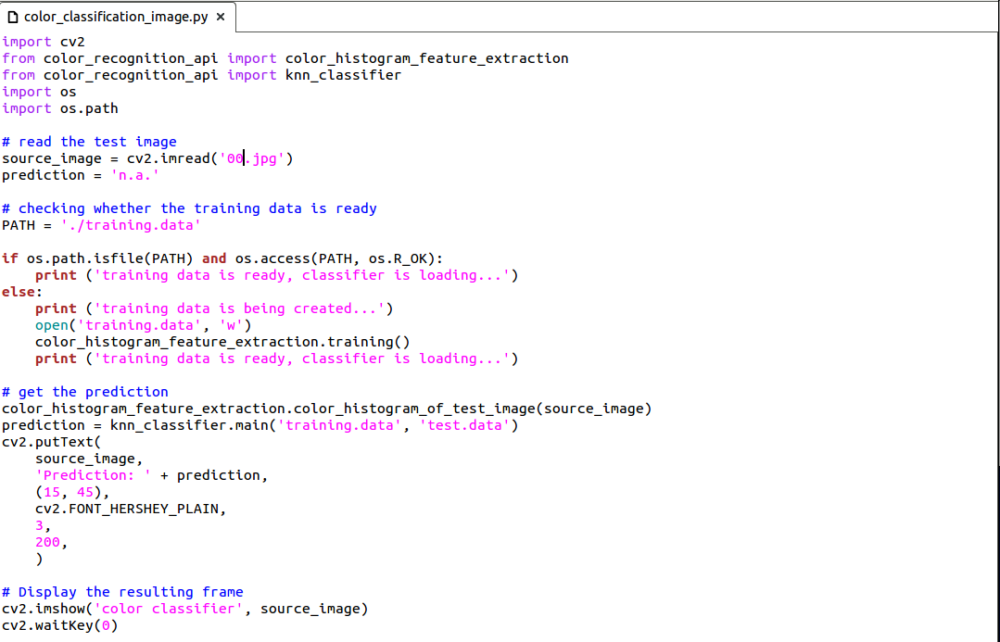 color_classification_image.py ×
import cv2
from color_recognition_api import color_histogram_feature_extraction
from color_recognition_api import knn_classifier
import os
import os.path

# read the test image
source_image = cv2.imread('00.jpg')
prediction = 'n.a.'

# checking whether the training data is ready
PATH = './training.data'

if os.path.isfile(PATH) and os.access(PATH, os.R_OK):
    print ('training data is ready, classifier is loading...')
else:
    print ('training data is being created...')
    open('training.data', 'w')
    color_histogram_feature_extraction.training()
    print ('training data is ready, classifier is loading...')

# get the prediction
color_histogram_feature_extraction.color_histogram_of_test_image(source_image)
prediction = knn_classifier.main('training.data', 'test.data')
cv2.putText(
    source_image,
    'Prediction: ' + prediction,
    (15, 45),
    cv2.FONT_HERSHEY_PLAIN,
    3,
    200,
    )

# Display the resulting frame
cv2.imshow('color classifier', source_image)
cv2.waitKey(0)